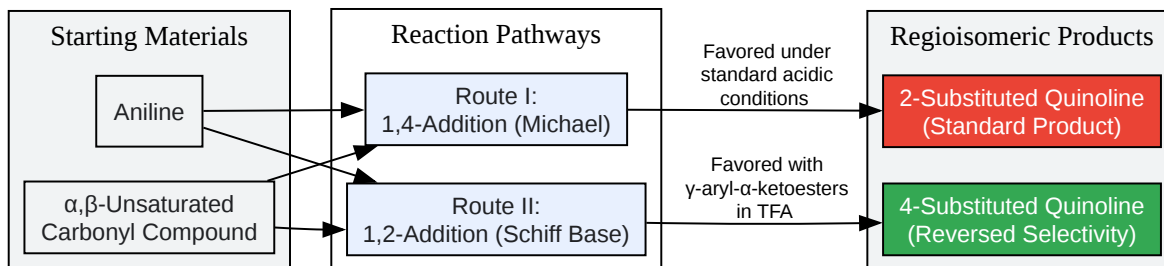 Starting Materials
Aniline
α,β-Unsaturated
Carbonyl Compound
Reaction Pathways
Route I:
1,4-Addition (Michael)
Route II:
1,2-Addition (Schiff Base)
Favored under
standard acidic
conditions
Favored with
γ-aryl-α-ketoesters
in TFA
Regioisomeric Products
2-Substituted Quinoline
(Standard Product)
4-Substituted Quinoline
(Reversed Selectivity)